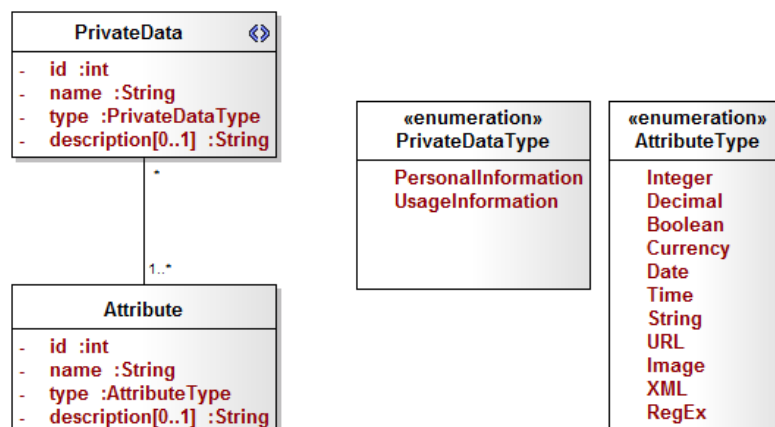 PrivateData
- id :int
- name :String
- type :PrivateDataType
- description[0..1] :String
*
1..*
Attribute
- id :int
- name :String
- type :AttributeType
- description[0..1] :String
«enumeration»
PrivateDataType
PersonalInformation
UsageInformation
«enumeration»
AttributeType
Integer
Decimal
Boolean
Currency
Date
Time
String
URL
Image
XML
RegEx